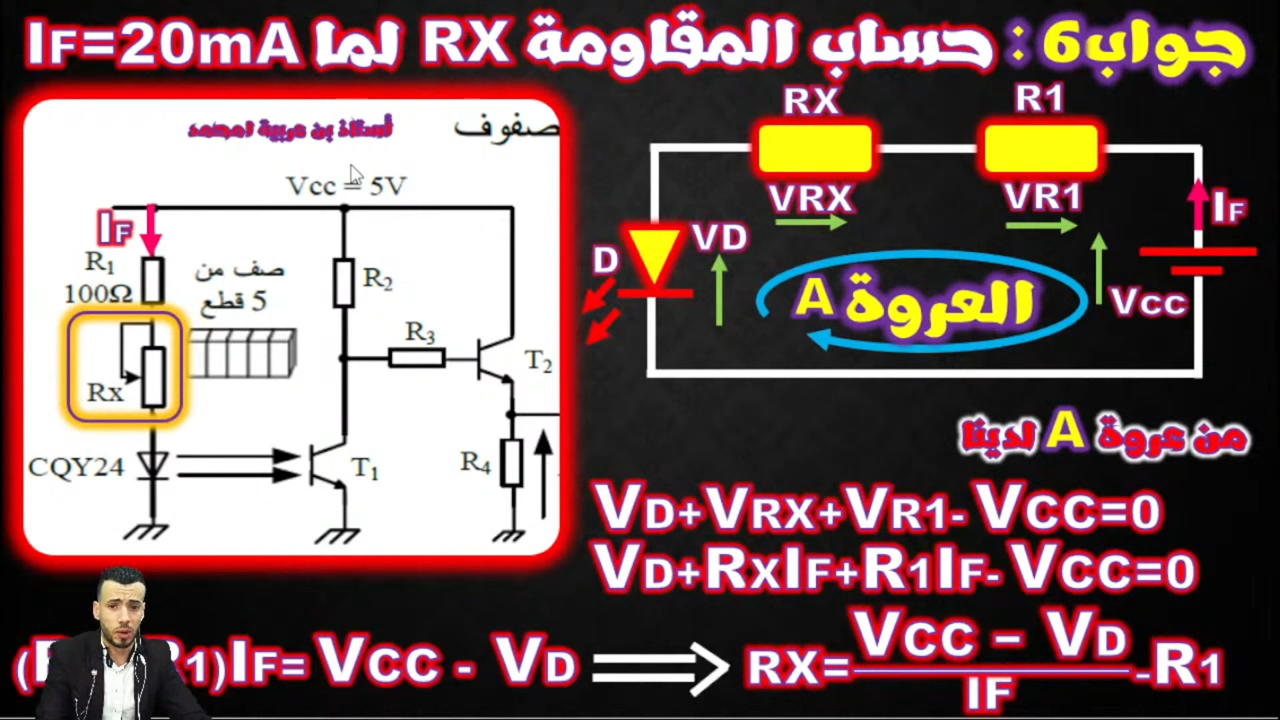 جواب6 : حساب المقاومة RX لما IF=20mA
أستاذ بن عربية امحمد
صفوف
Vcc = 5V
IF
R1
100Ω
صف من
5 قطع
R2
R3
Rx
T2
CQY24
T1
R4
RX
R1
VRX
VR1
IF
D
VD
Vcc
العروة A
من عروة A لدينا
VD+VRX+VR1- VCC=0
VD+RXIF+R1IF- VCC=0
1)IF= VCC - VD
RX=
VCC – VD
IF
-R1